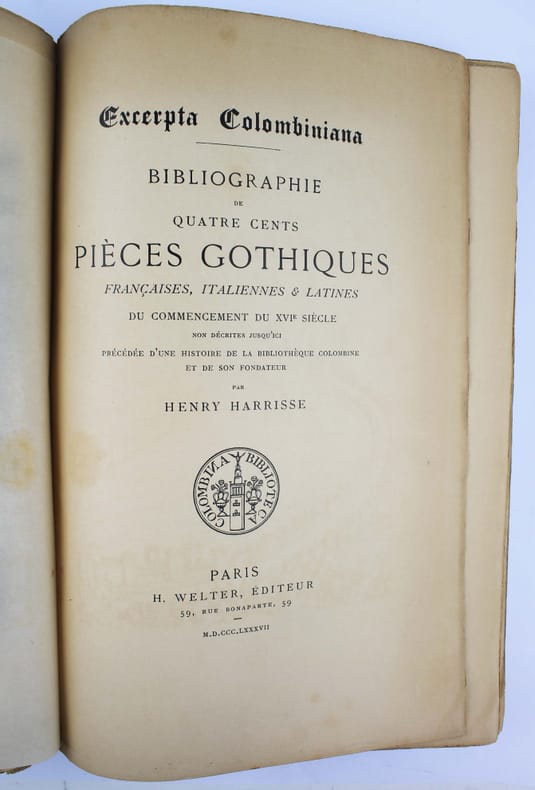 Excerpta Colombiniana
BIBLIOGRAPHIE
DE
QUATRE CENTS
PIÈCES GOTHIQUES
FRANÇAISES, ITALIENNES & LATINES
DU COMMENCEMENT DU XVIᴱ SIÈCLE
NON DÉCRITES JUSQU'ICI
PRÉCÉDÉE D'UNE HISTOIRE DE LA BIBLIOTHÈQUE COLOMBINE
ET DE SON FONDATEUR
PAR
HENRY HARRISSE
COLOMBINA BIBLIOTECA
PARIS
H. WELTER, ÉDITEUR
59, RUE BONAPARTE, 59
M.D.CCC.LXXXVII